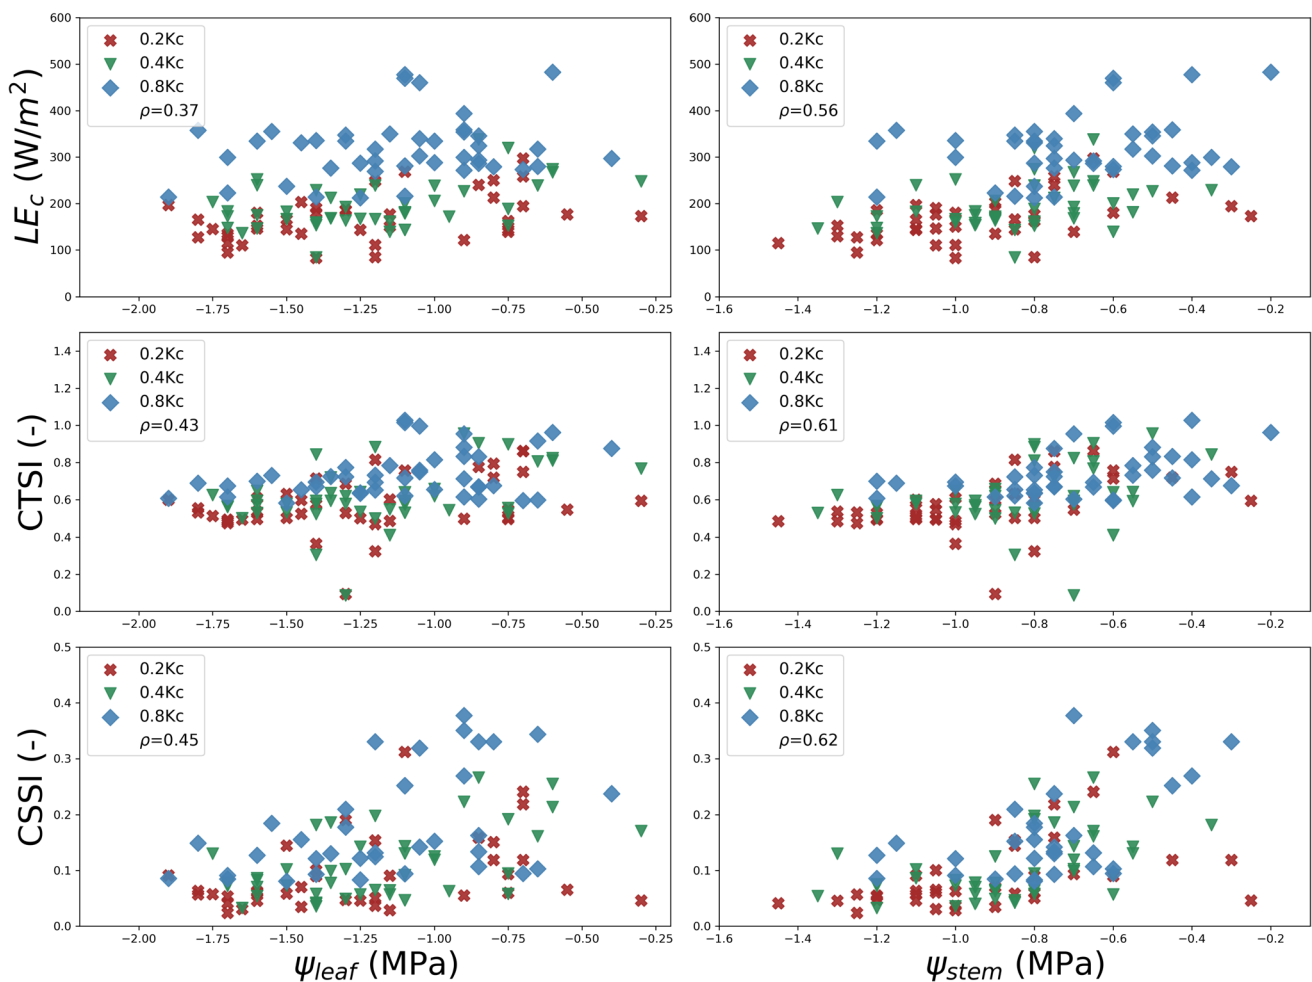 600
500
400
300
200
100
0
LE_c (W/m²)
0.2Kc
0.4Kc
0.8Kc
ρ=0.37
−2.00 −1.75 −1.50 −1.25 −1.00 −0.75 −0.50 −0.25
600
500
400
300
200
100
0
0.2Kc
0.4Kc
0.8Kc
ρ=0.56
−1.6 −1.4 −1.2 −1.0 −0.8 −0.6 −0.4 −0.2
1.4
1.2
1.0
0.8
0.6
0.4
0.2
0.0
CTSI (-)
0.2Kc
0.4Kc
0.8Kc
ρ=0.43
−2.00 −1.75 −1.50 −1.25 −1.00 −0.75 −0.50 −0.25
1.4
1.2
1.0
0.8
0.6
0.4
0.2
0.0
0.2Kc
0.4Kc
0.8Kc
ρ=0.61
−1.6 −1.4 −1.2 −1.0 −0.8 −0.6 −0.4 −0.2
0.5
0.4
0.3
0.2
0.1
0.0
CSSI (-)
0.2Kc
0.4Kc
0.8Kc
ρ=0.45
−2.00 −1.75 −1.50 −1.25 −1.00 −0.75 −0.50 −0.25
ψ_leaf (MPa)
0.5
0.4
0.3
0.2
0.1
0.0
0.2Kc
0.4Kc
0.8Kc
ρ=0.62
−1.6 −1.4 −1.2 −1.0 −0.8 −0.6 −0.4 −0.2
ψ_stem (MPa)